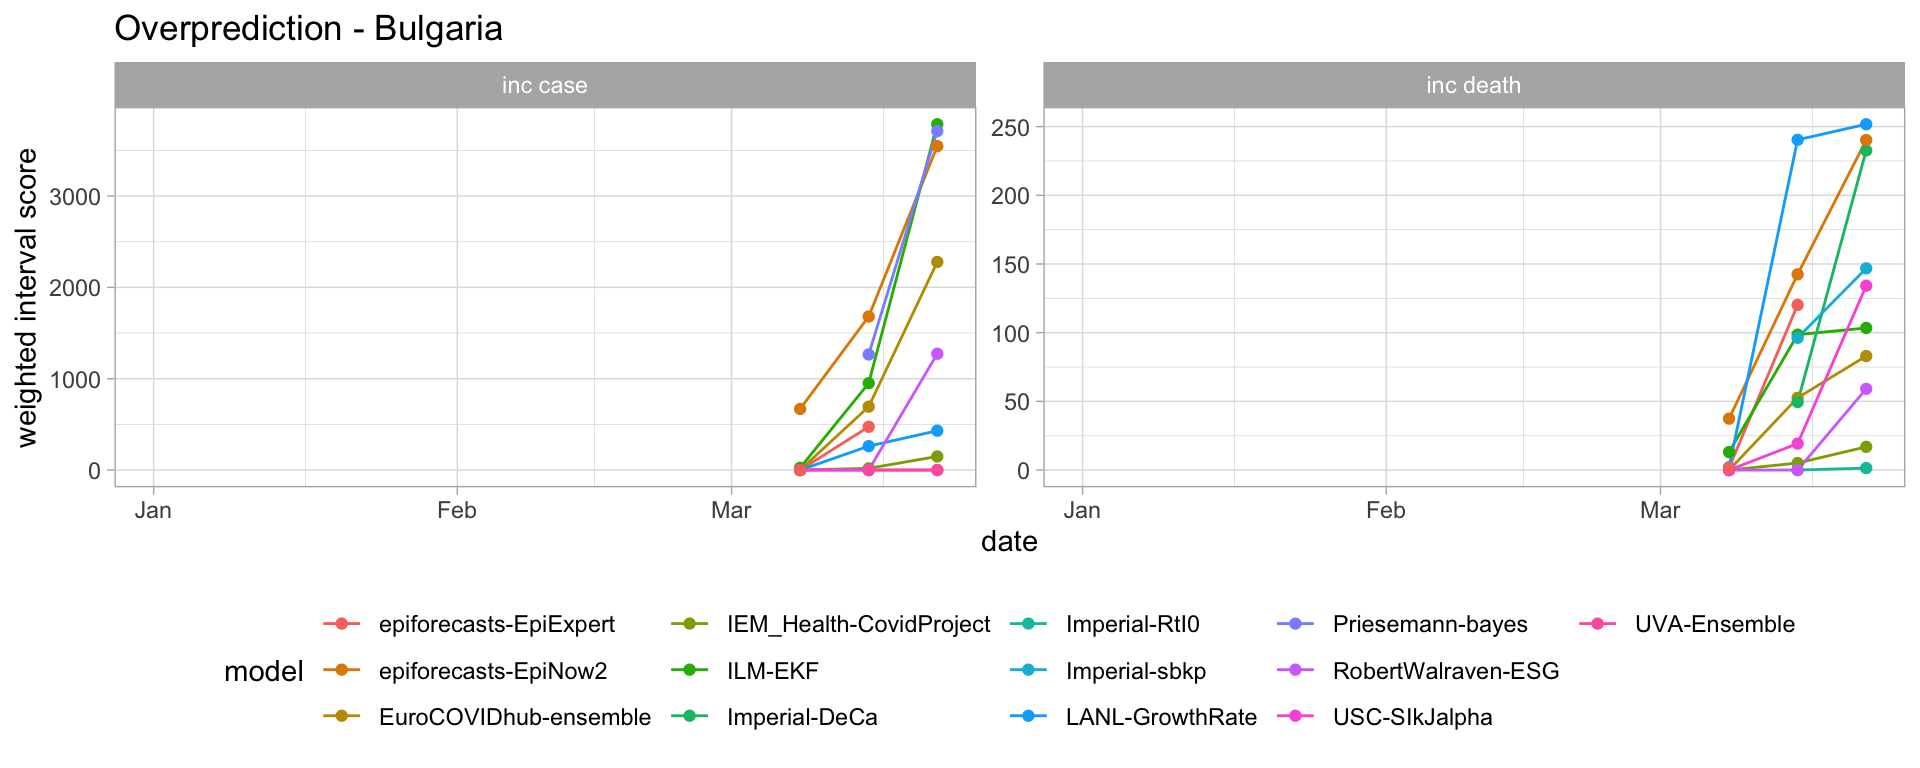 Overprediction - Bulgaria
inc case
inc death
weighted interval score
3000
2000
1000
0
250
200
150
100
50
0
Jan Feb Mar
Jan Feb Mar
date
model
epiforecasts-EpiExpert
epiforecasts-EpiNow2
EuroCOVIDhub-ensemble
IEM_Health-CovidProject
ILM-EKF
Imperial-DeCa
Imperial-RtI0
Imperial-sbkp
LANL-GrowthRate
Priesemann-bayes
RobertWalraven-ESG
USC-SIkJalpha
UVA-Ensemble